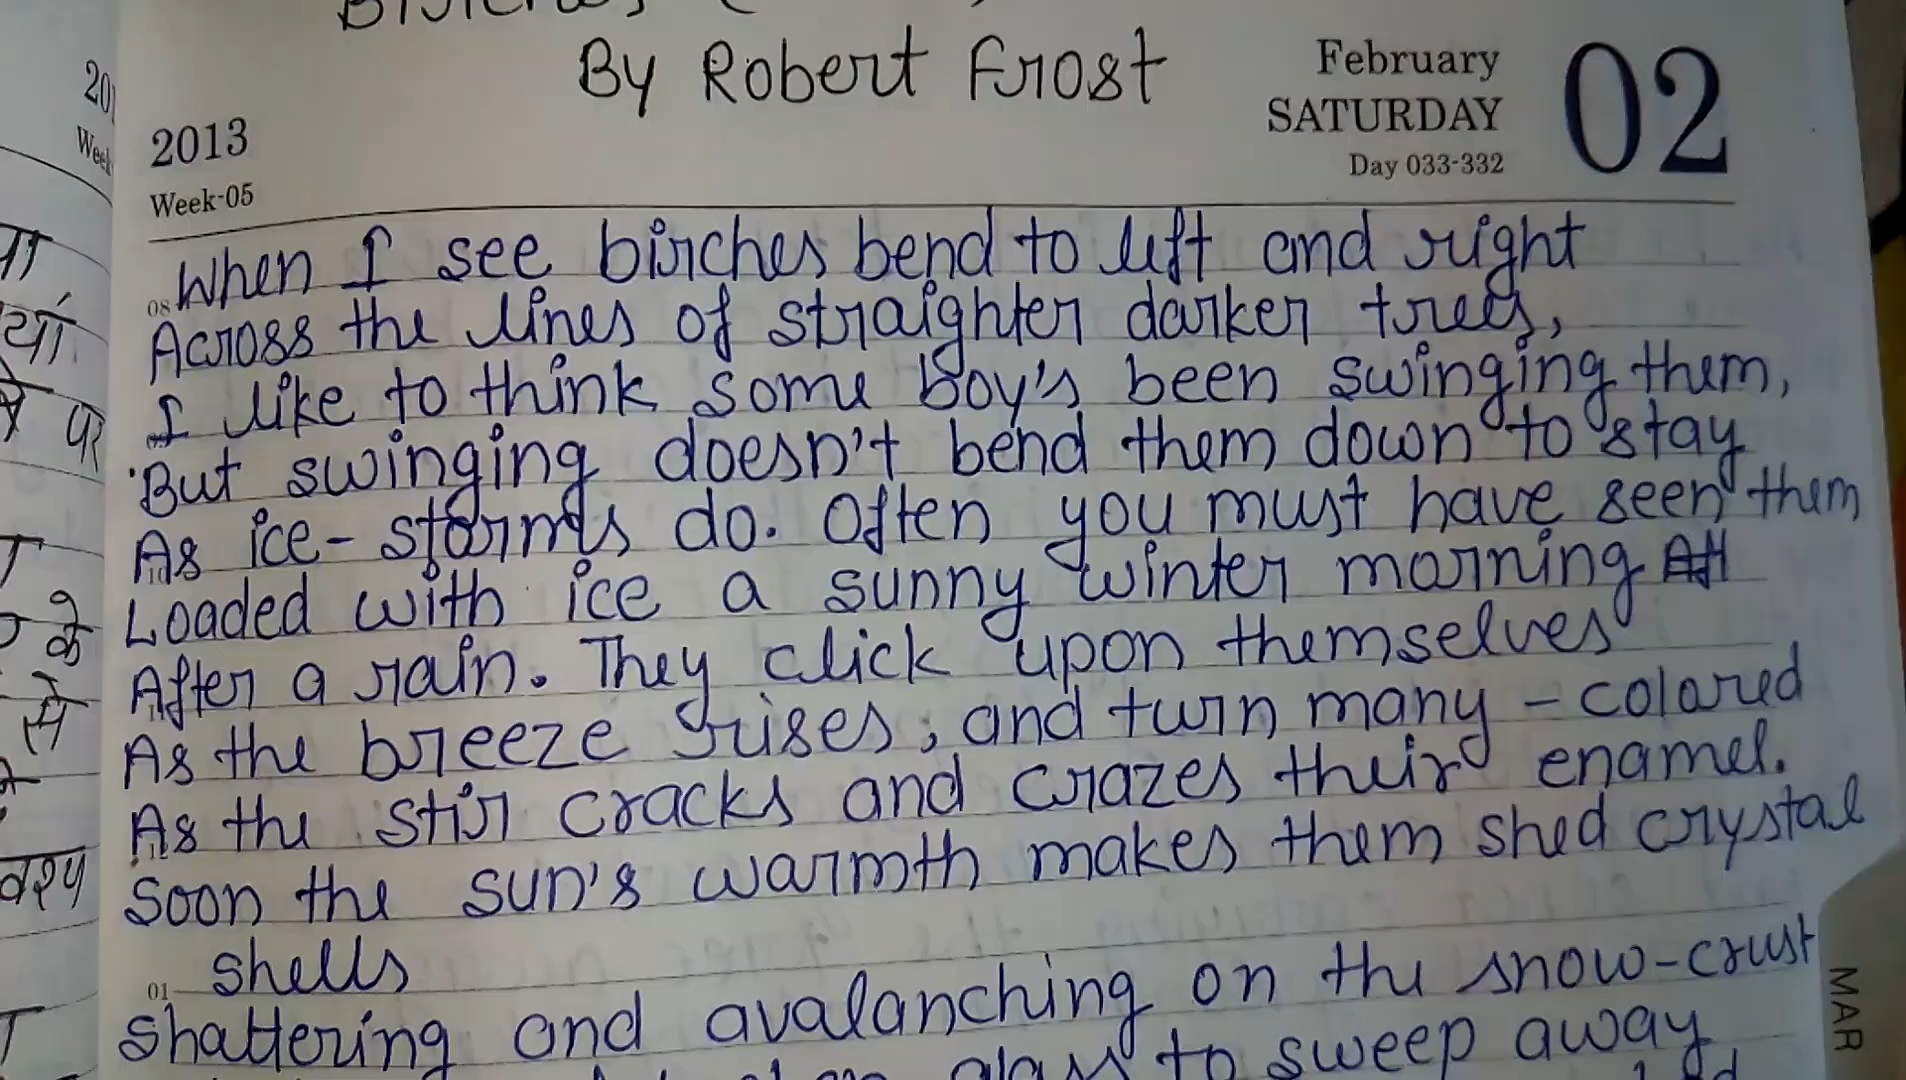 By Robert Frost
February
SATURDAY
Day 033-332
02
2013
Week-05
When I see birches bend to left and right
08
Across the lines of straighter darker trees,
I like to think some boy's been swinging them,
But swinging doesn't bend them down to stay
As ice-storms do. Often you must have seen them
Loaded with ice a sunny winter morning
After a rain. They click upon themselves
As the breeze rises, and turn many-colored
As the stir cracks and crazes their enamel.
Soon the sun's warmth makes them shed crystal
shells
01
Shattering and avalanching on the snow-crust
glass to sweep away
MAR